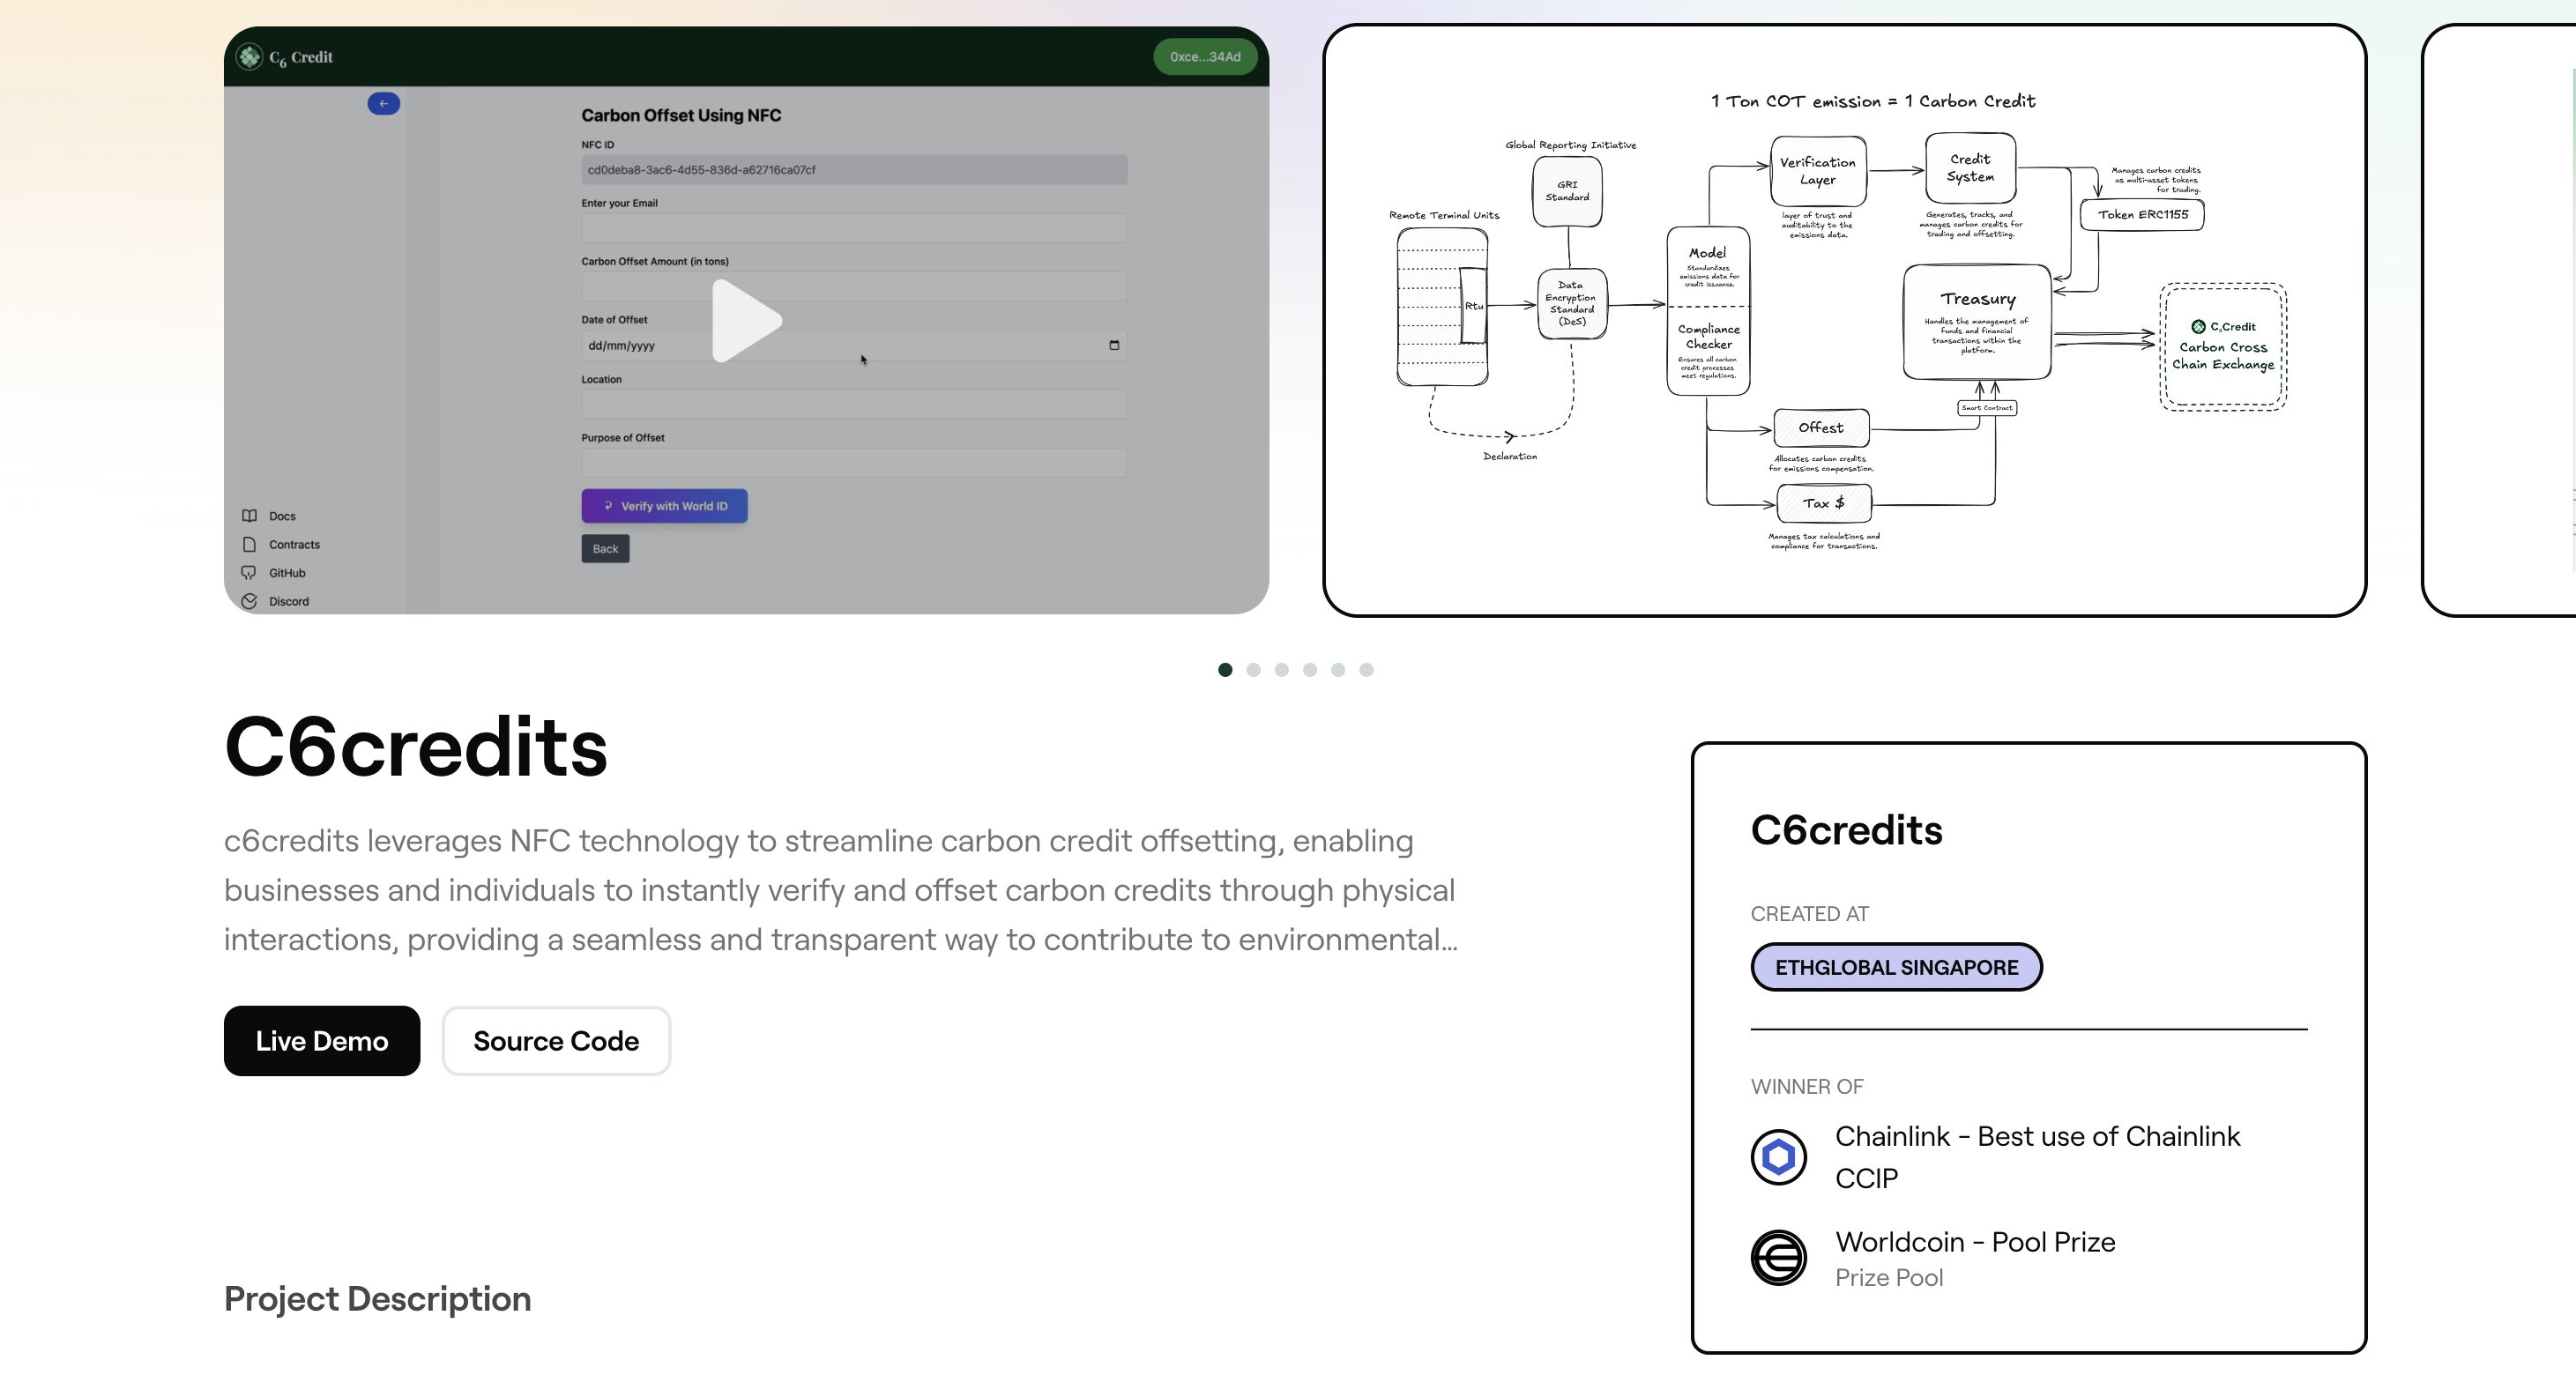 C6 Credit
0xce...34Ad
Carbon Offset Using NFC
NFC ID
cd0deba8-3ac6-4d55-836d-a62716ca07cf
Enter your Email
Carbon Offset Amount (in tons)
Date of Offset
dd/mm/yyyy
Location
Purpose of Offset
Verify with World ID
Back
Docs
Contracts
GitHub
Discord
1 Ton COT emission = 1 Carbon Credit
Global Reporting Initiative
GRI
Standard
Remote Terminal Units
Rtu
Data
Encryption
Standard
(DeS)
Declaration
Model
Standardizes
emissions data for
credit issuance.
Compliance
Checker
Ensures all carbon
credit processes
meet regulations.
Verification
Layer
layer of trust and
auditability to the
emissions data.
Credit
System
Generates, tracks, and
manages carbon credits for
trading and offsetting.
Manages carbon credits
as multi-asset tokens
for trading.
Token ERC1155
Treasury
Handles the management of
funds and financial
transactions within the
platform.
Smart Contract
C6Credit
Carbon Cross
Chain Exchange
Offest
Allocates carbon credits
for emissions compensation.
Tax $
Manages tax calculations and
compliance for transactions.
C6credits
c6credits leverages NFC technology to streamline carbon credit offsetting, enabling
businesses and individuals to instantly verify and offset carbon credits through physical
interactions, providing a seamless and transparent way to contribute to environmental...
Live Demo
Source Code
Project Description
C6credits
CREATED AT
ETHGLOBAL SINGAPORE
WINNER OF
Chainlink - Best use of Chainlink
CCIP
Worldcoin - Pool Prize
Prize Pool